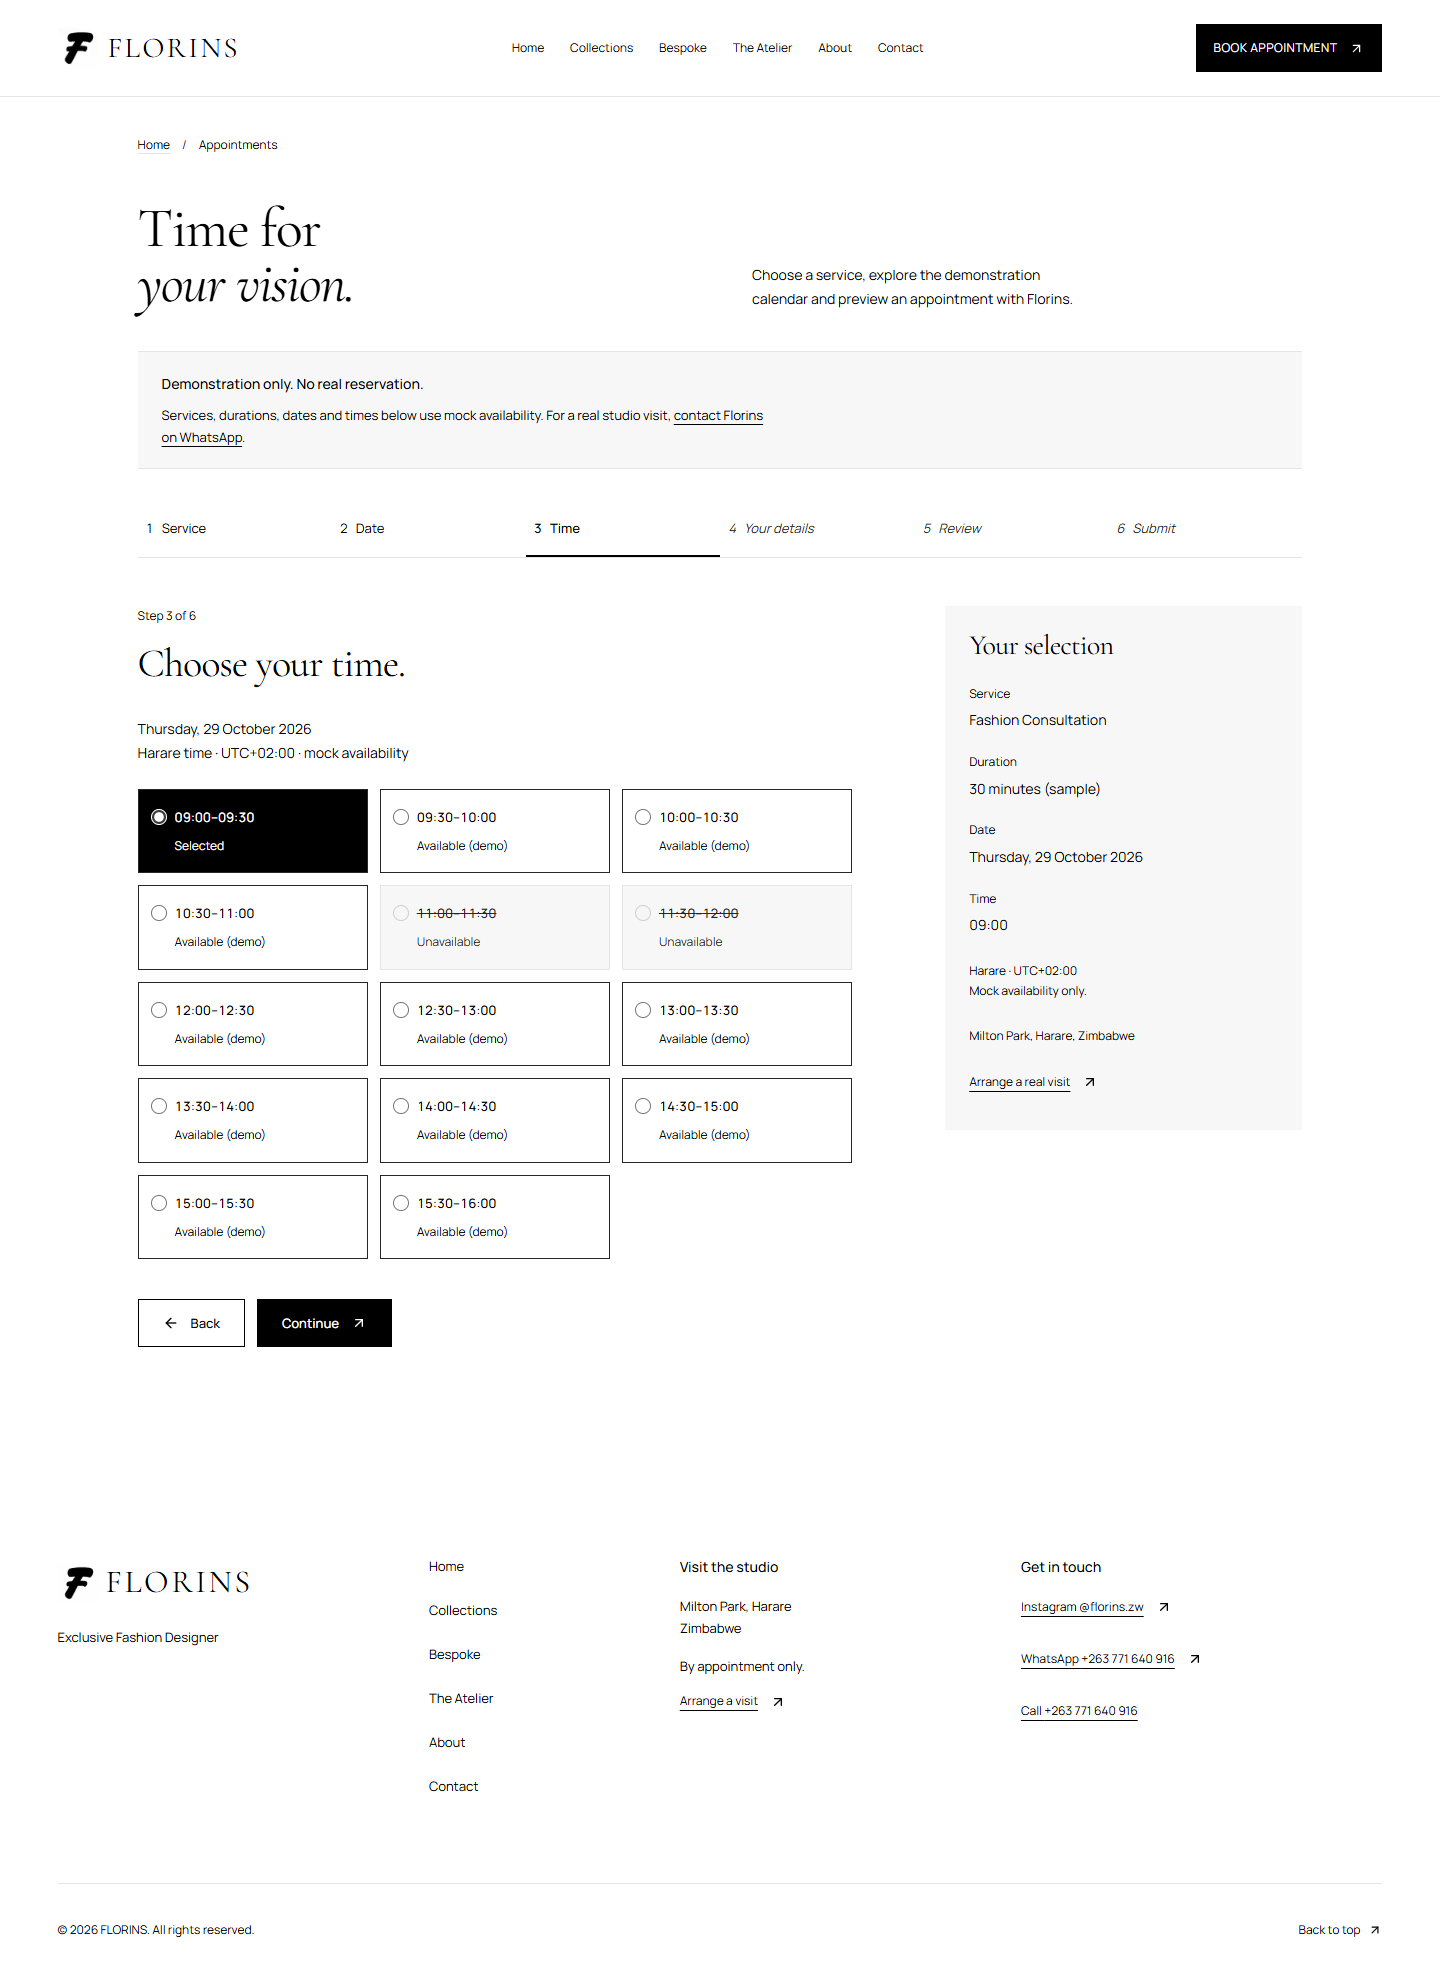 F FLORINS
Home Collections Bespoke The Atelier About Contact
BOOK APPOINTMENT
Home / Appointments
Time for
your vision.
Choose a service, explore the demonstration
calendar and preview an appointment with Florins.
Demonstration only. No real reservation.
Services, durations, dates and times below use mock availability. For a real studio visit, contact Florins
on WhatsApp.
1 Service 2 Date 3 Time 4 Your details 5 Review 6 Submit
Step 3 of 6
Choose your time.
Thursday, 29 October 2026
Harare time · UTC+02:00 · mock availability
09:00–09:30
Selected
09:30–10:00
Available (demo)
10:00–10:30
Available (demo)
10:30–11:00
Available (demo)
11:00–11:30
Unavailable
11:30–12:00
Unavailable
12:00–12:30
Available (demo)
12:30–13:00
Available (demo)
13:00–13:30
Available (demo)
13:30–14:00
Available (demo)
14:00–14:30
Available (demo)
14:30–15:00
Available (demo)
15:00–15:30
Available (demo)
15:30–16:00
Available (demo)
Back
Continue
Your selection
Service
Fashion Consultation
Duration
30 minutes (sample)
Date
Thursday, 29 October 2026
Time
09:00
Harare · UTC+02:00
Mock availability only.
Milton Park, Harare, Zimbabwe
Arrange a real visit
F FLORINS
Exclusive Fashion Designer
Home
Collections
Bespoke
The Atelier
About
Contact
Visit the studio
Milton Park, Harare
Zimbabwe
By appointment only.
Arrange a visit
Get in touch
Instagram @florins.zw
WhatsApp +263 771 640 916
Call +263 771 640 916
© 2026 FLORINS. All rights reserved.
Back to top